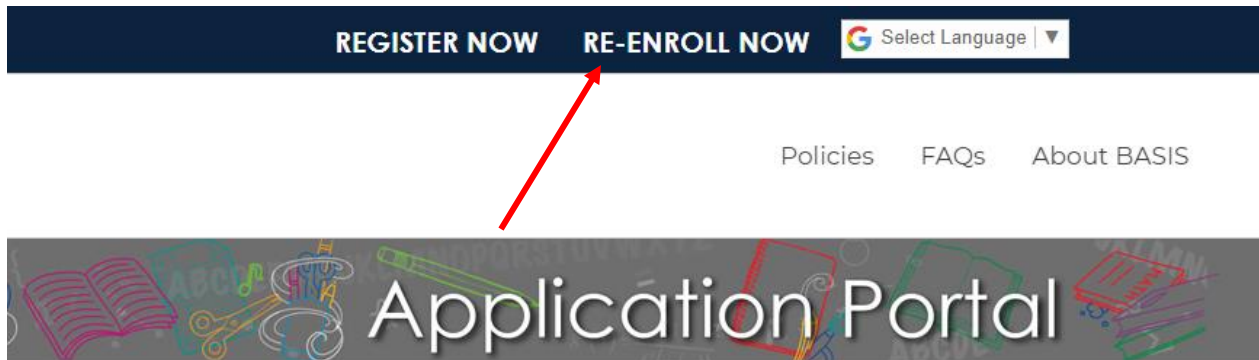 REGISTER NOW RE-ENROLL NOW Select Language ▼
Policies FAQs About BASIS
Application Portal